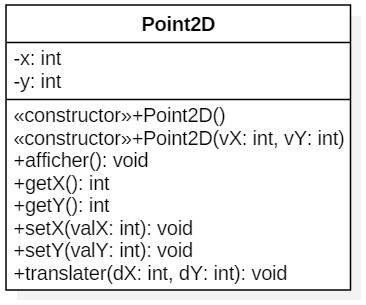 Point2D
-x: int
-y: int
«constructor»+Point2D()
«constructor»+Point2D(vX: int, vY: int)
+afficher(): void
+getX(): int
+getY(): int
+setX(valX: int): void
+setY(valY: int): void
+translater(dX: int, dY: int): void